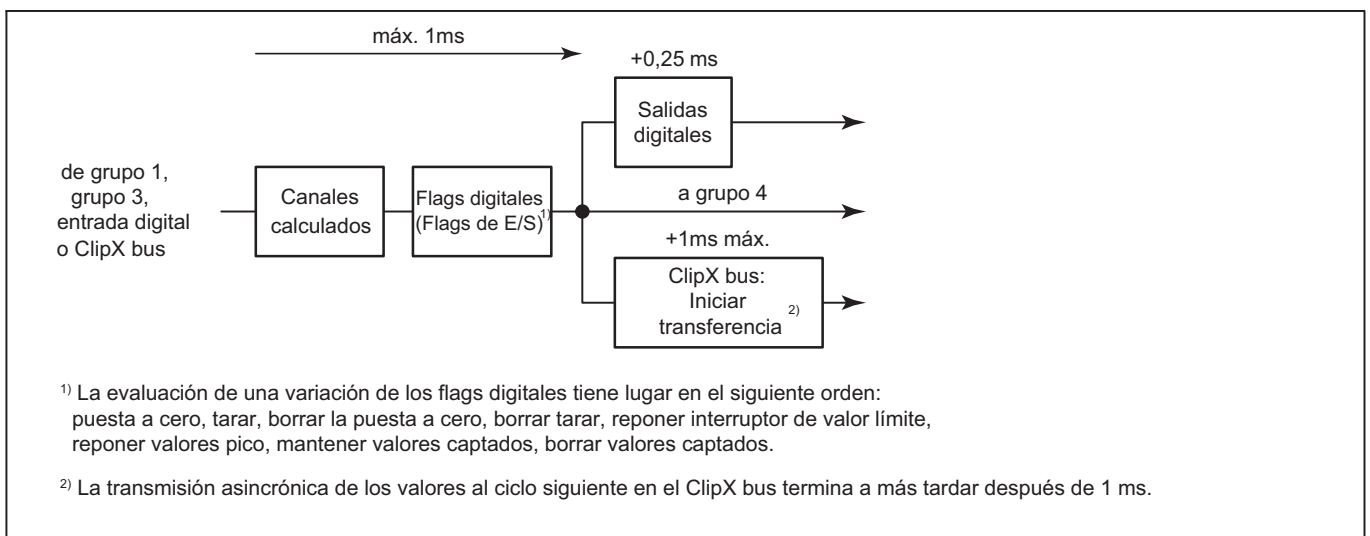 máx. 1ms
+0,25 ms
Salidas
digitales
de grupo 1,
grupo 3,
entrada digital
o ClipX bus
Canales
calculados
Flags digitales
(Flags de E/S)1)
a grupo 4
+1ms máx.
ClipX bus:
Iniciar
transferencia 2)
1) La evaluación de una variación de los flags digitales tiene lugar en el siguiente orden:
puesta a cero, tarar, borrar la puesta a cero, borrar tarar, reponer interruptor de valor límite,
reponer valores pico, mantener valores captados, borrar valores captados.
2) La transmisión asincrónica de los valores al ciclo siguiente en el ClipX bus termina a más tardar después de 1 ms.